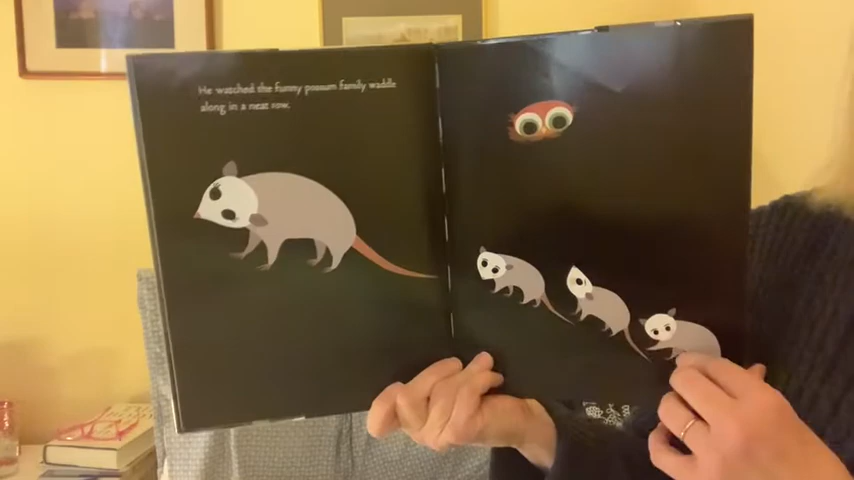 He watched the funny possum family waddle
along in a neat row.